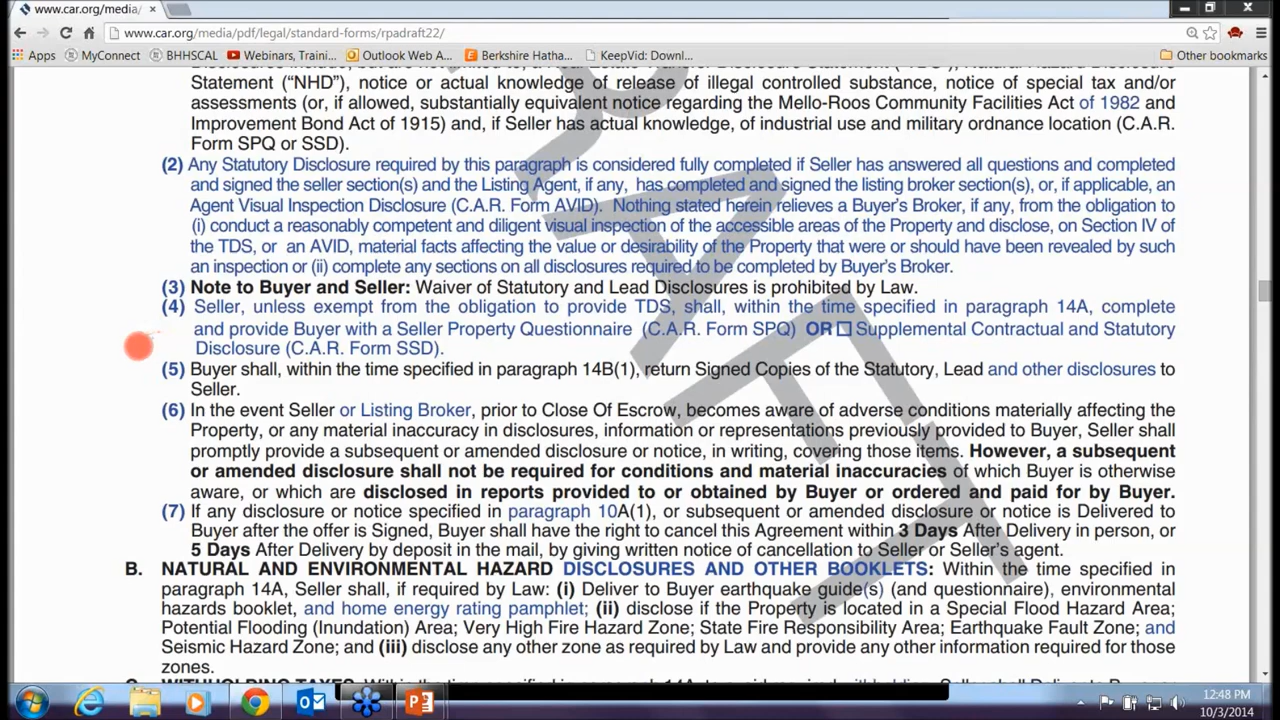 www.car.org/media/
www.car.org/media/pdf/legal/standard-forms/rpadraft22/
Apps MyConnect BHHSCAL Webinars, Traini... Outlook Web A... Berkshire Hatha... KeepVid: Downl... Other bookmarks
Statement ("NHD"), notice or actual knowledge of release of illegal controlled substance, notice of special tax and/or
assessments (or, if allowed, substantially equivalent notice regarding the Mello-Roos Community Facilities Act of 1982 and
Improvement Bond Act of 1915) and, if Seller has actual knowledge, of industrial use and military ordnance location (C.A.R.
Form SPQ or SSD).
(2) Any Statutory Disclosure required by this paragraph is considered fully completed if Seller has answered all questions and completed
and signed the seller section(s) and the Listing Agent, if any, has completed and signed the listing broker section(s), or, if applicable, an
Agent Visual Inspection Disclosure (C.A.R. Form AVID). Nothing stated herein relieves a Buyer's Broker, if any, from the obligation to
(i) conduct a reasonably competent and diligent visual inspection of the accessible areas of the Property and disclose, on Section IV of
the TDS, or an AVID, material facts affecting the value or desirability of the Property that were or should have been revealed by such
an inspection or (ii) complete any sections on all disclosures required to be completed by Buyer's Broker.
(3) Note to Buyer and Seller: Waiver of Statutory and Lead Disclosures is prohibited by Law.
(4) Seller, unless exempt from the obligation to provide TDS, shall, within the time specified in paragraph 14A, complete
and provide Buyer with a Seller Property Questionnaire (C.A.R. Form SPQ) OR Supplemental Contractual and Statutory
Disclosure (C.A.R. Form SSD).
(5) Buyer shall, within the time specified in paragraph 14B(1), return Signed Copies of the Statutory, Lead and other disclosures to
Seller.
(6) In the event Seller or Listing Broker, prior to Close Of Escrow, becomes aware of adverse conditions materially affecting the
Property, or any material inaccuracy in disclosures, information or representations previously provided to Buyer, Seller shall
promptly provide a subsequent or amended disclosure or notice, in writing, covering those items. However, a subsequent
or amended disclosure shall not be required for conditions and material inaccuracies of which Buyer is otherwise
aware, or which are disclosed in reports provided to or obtained by Buyer or ordered and paid for by Buyer.
(7) If any disclosure or notice specified in paragraph 10A(1), or subsequent or amended disclosure or notice is Delivered to
Buyer after the offer is Signed, Buyer shall have the right to cancel this Agreement within 3 Days After Delivery in person, or
5 Days After Delivery by deposit in the mail, by giving written notice of cancellation to Seller or Seller's agent.
B. NATURAL AND ENVIRONMENTAL HAZARD DISCLOSURES AND OTHER BOOKLETS: Within the time specified in
paragraph 14A, Seller shall, if required by Law: (i) Deliver to Buyer earthquake guide(s) (and questionnaire), environmental
hazards booklet, and home energy rating pamphlet; (ii) disclose if the Property is located in a Special Flood Hazard Area;
Potential Flooding (Inundation) Area; Very High Fire Hazard Zone; State Fire Responsibility Area; Earthquake Fault Zone; and
Seismic Hazard Zone; and (iii) disclose any other zone as required by Law and provide any other information required for those
zones.
12:48 PM
10/3/2014